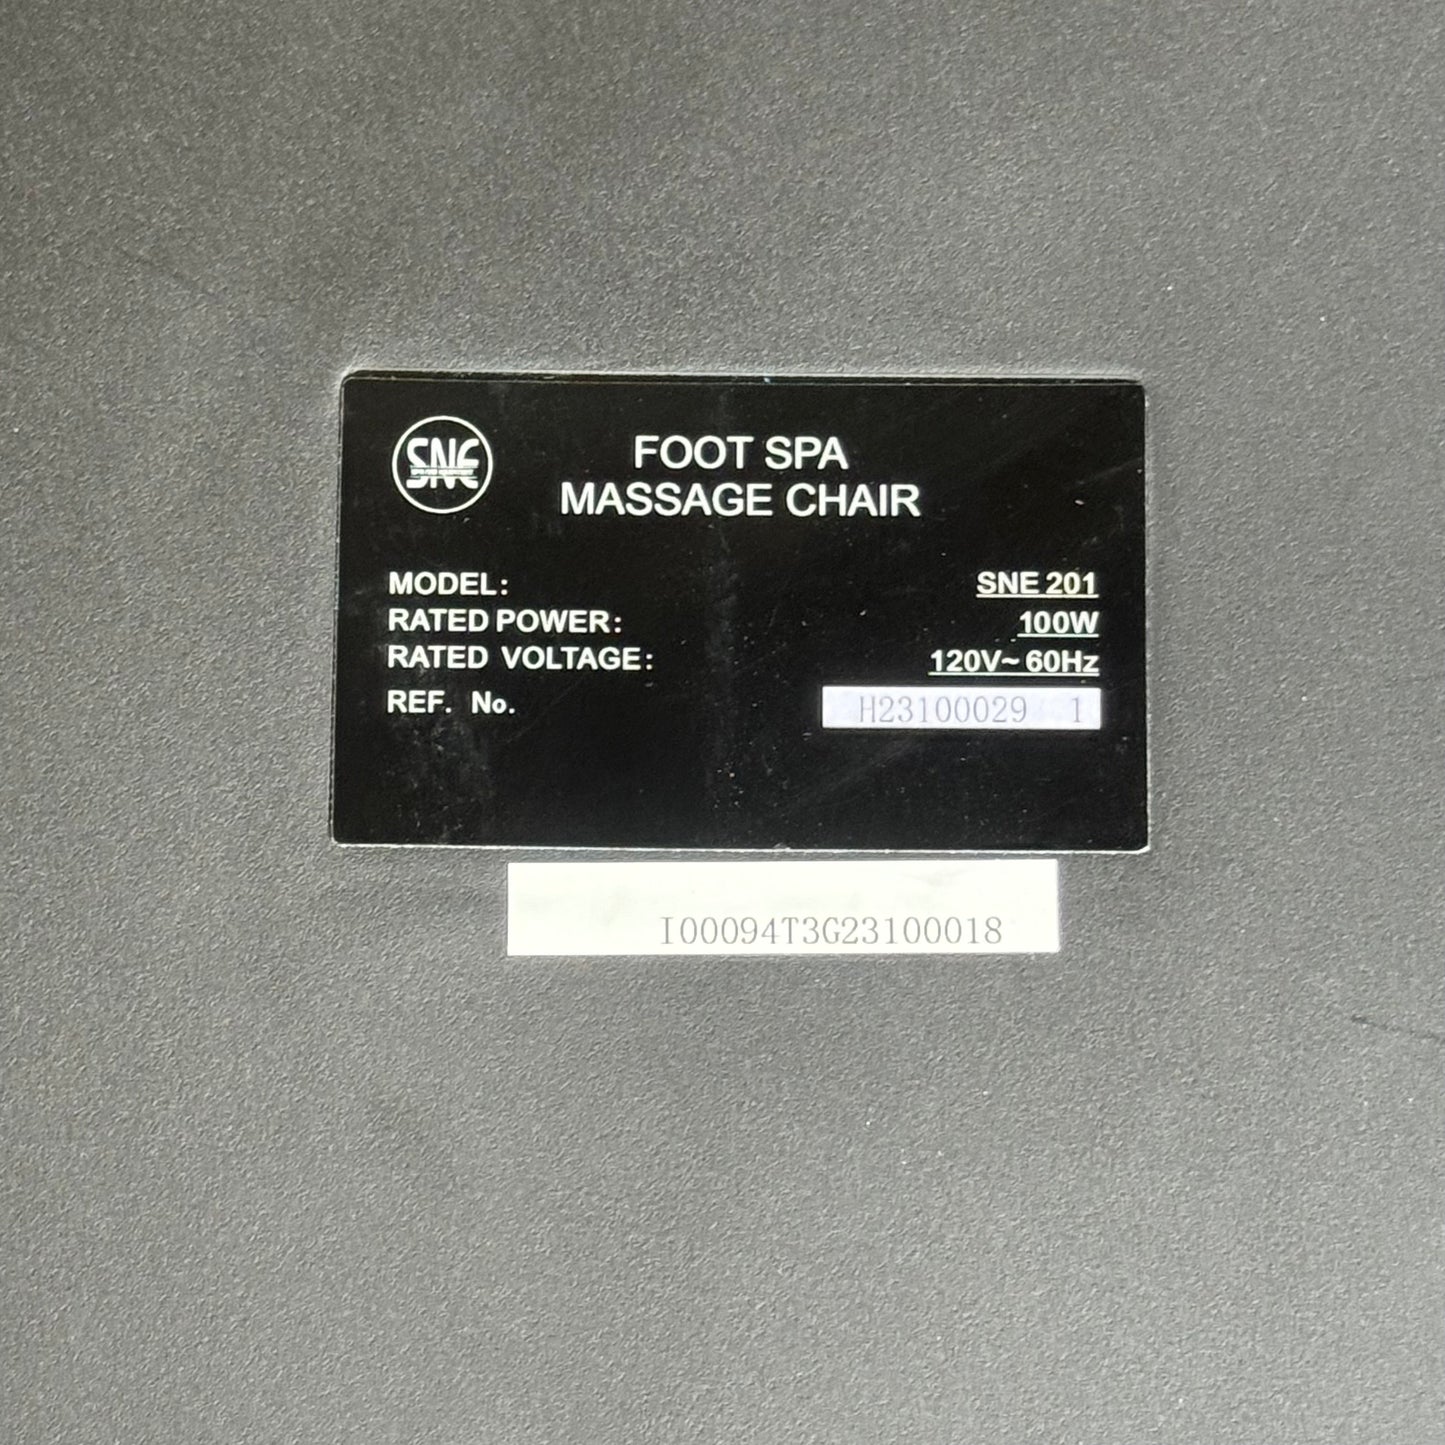 SNE
FOOT SPA
MASSAGE CHAIR
MODEL: SNE 201
RATED POWER: 100W
RATED VOLTAGE: 120V~ 60Hz
REF. No. H23100029 1
I00094T3G23100018